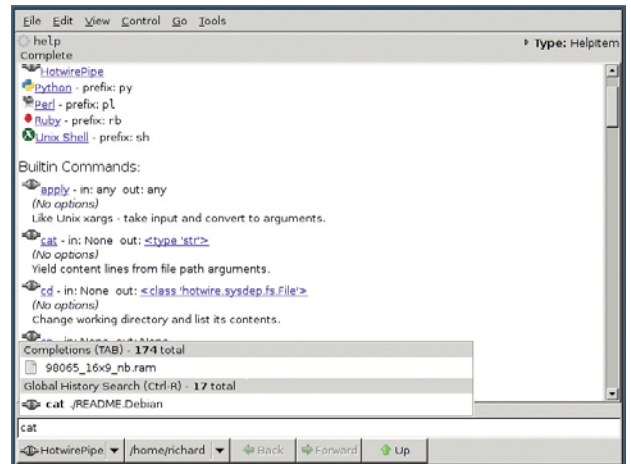 File Edit View Control Go Tools
help
Type: HelpItem
Complete
HotwirePipe
Python - prefix: py
Perl - prefix: pl
Ruby - prefix: rb
Unix Shell - prefix: sh
Builtin Commands:
apply - in: any out: any
(No options)
Like Unix xargs - take input and convert to arguments.
cat - in: None out: <type 'str'>
(No options)
Yield content lines from file path arguments.
cd - in: None out: <class 'hotwire.sysdep.fs.File'>
(No options)
Change working directory and list its contents.
Completions (TAB) - 174 total
98065_16x9_nb.ram
Global History Search (Ctrl-R) - 17 total
cat ./README.Debian
cat
HotwirePipe /home/richard Back Forward Up